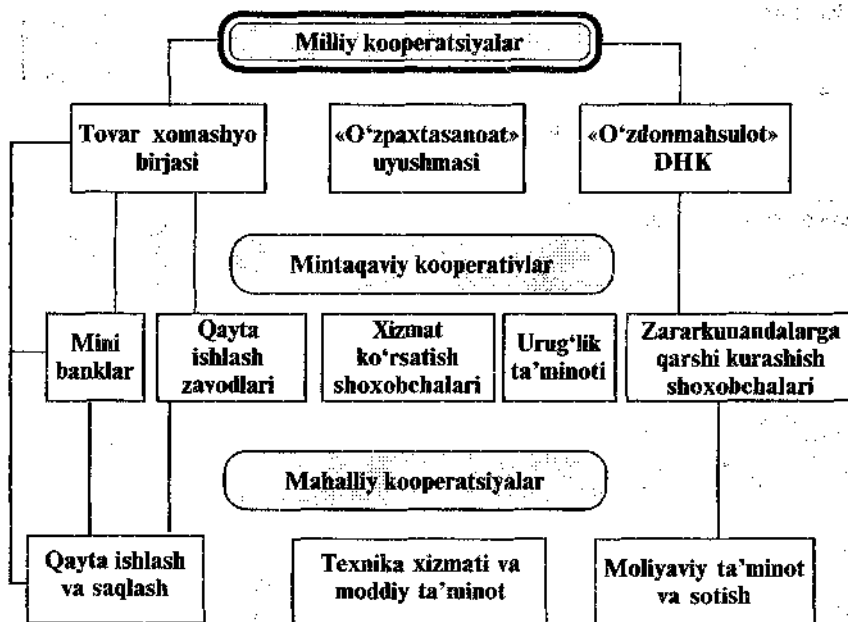 Milliy kooperatsiyalar
Tovar xomashyo
birjasi
«O‘zpaxtasanoat»
uyushmasi
«O‘zdonmahsulot»
DHK
Mintaqaviy kooperativlar
Mini
banklar
Qayta
ishlash
zavodlari
Xizmat
ko‘rsatish
shoxobchalari
Urug‘lik
ta’minoti
Zararkunandalarga
qarshi kurashish
shoxobchalari
Mahalliy kooperatsiyalar
Qayta ishlash
va saqlash
Texnika xizmati va
moddiy ta’minot
Moliyaviy ta’minot
va sotish